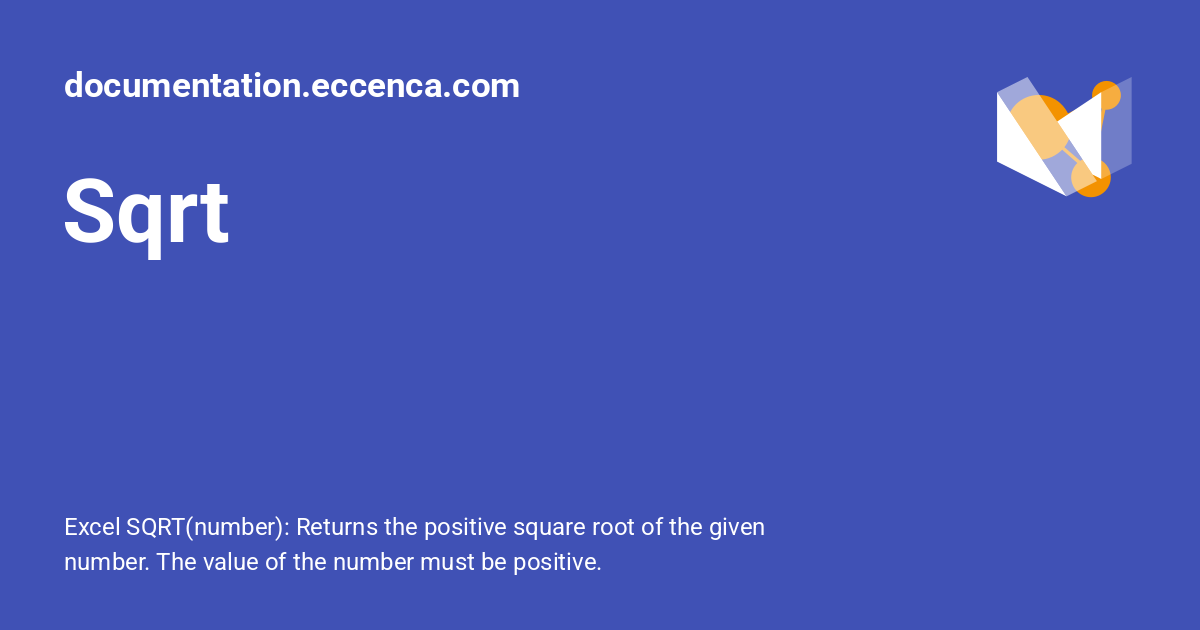 documentation.eccenca.com
Sqrt
Excel SQRT(number): Returns the positive square root of the given
number. The value of the number must be positive.